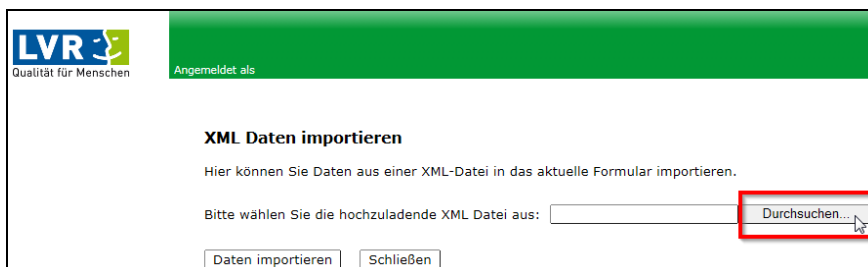 LVR
Qualität für Menschen
Angemeldet als
XML Daten importieren
Hier können Sie Daten aus einer XML-Datei in das aktuelle Formular importieren.
Bitte wählen Sie die hochzuladende XML Datei aus: Durchsuchen...
Daten importieren Schließen